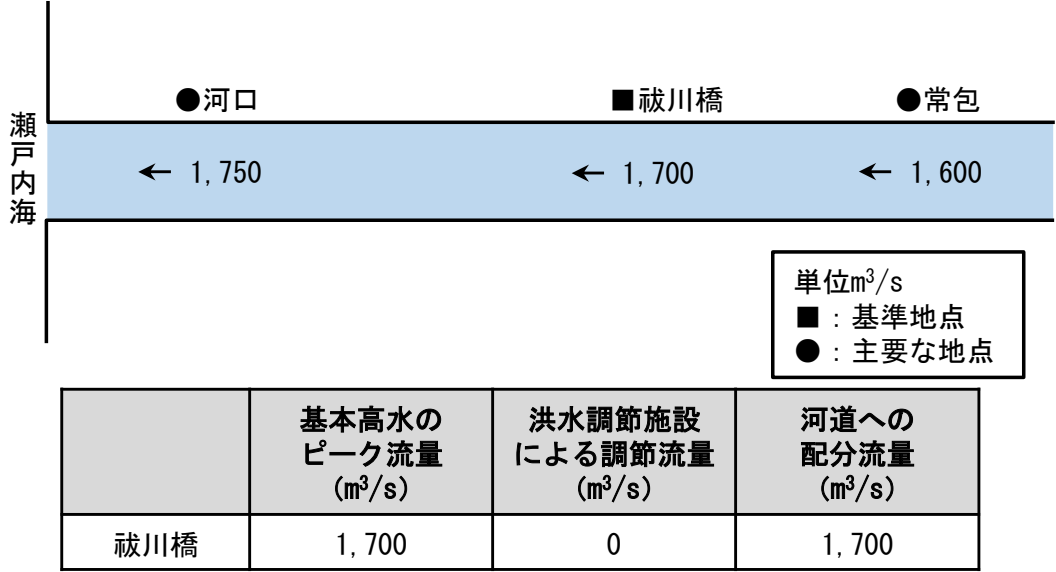 ●河口
■祓川橋
●常包
瀬戸内海
← 1,750
← 1,700
← 1,600
単位m³/s
■：基準地点
●：主要な地点
基本高水の
ピーク流量
(m³/s)
洪水調節施設
による調節流量
(m³/s)
河道への
配分流量
(m³/s)
祓川橋
1,700
0
1,700